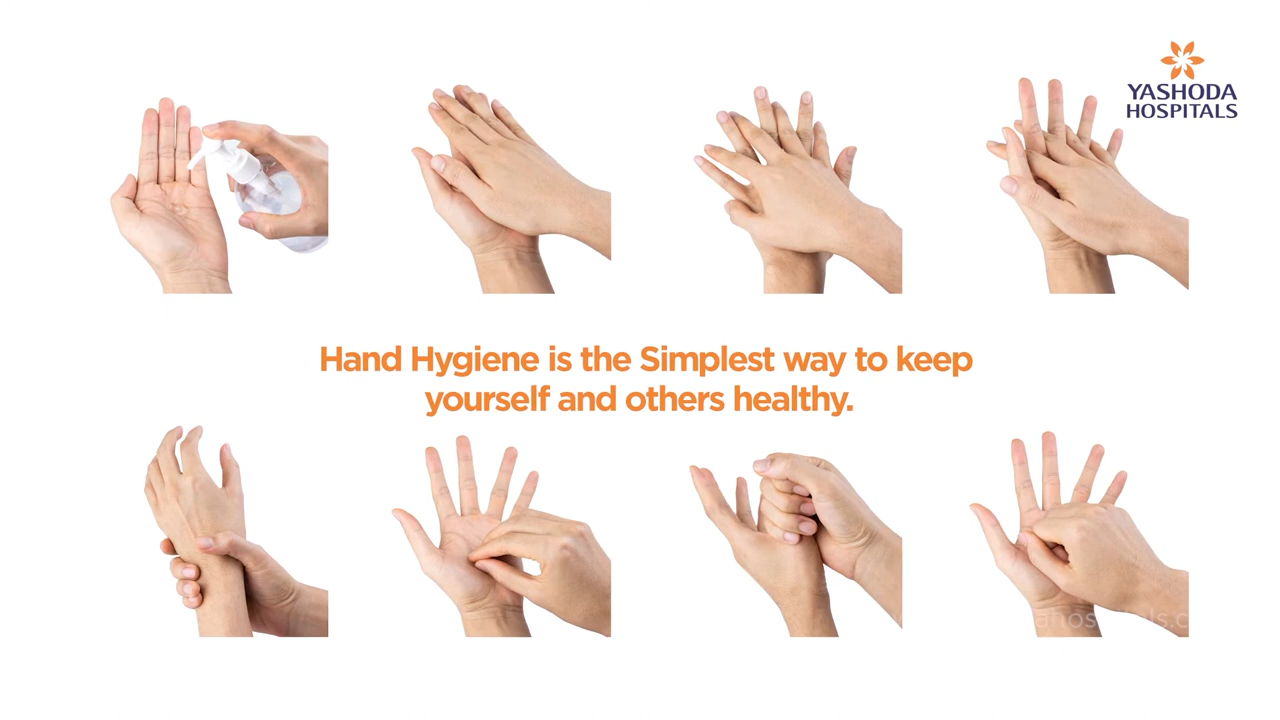 YASHODA
HOSPITALS
Hand Hygiene is the Simplest way to keep
yourself and others healthy.